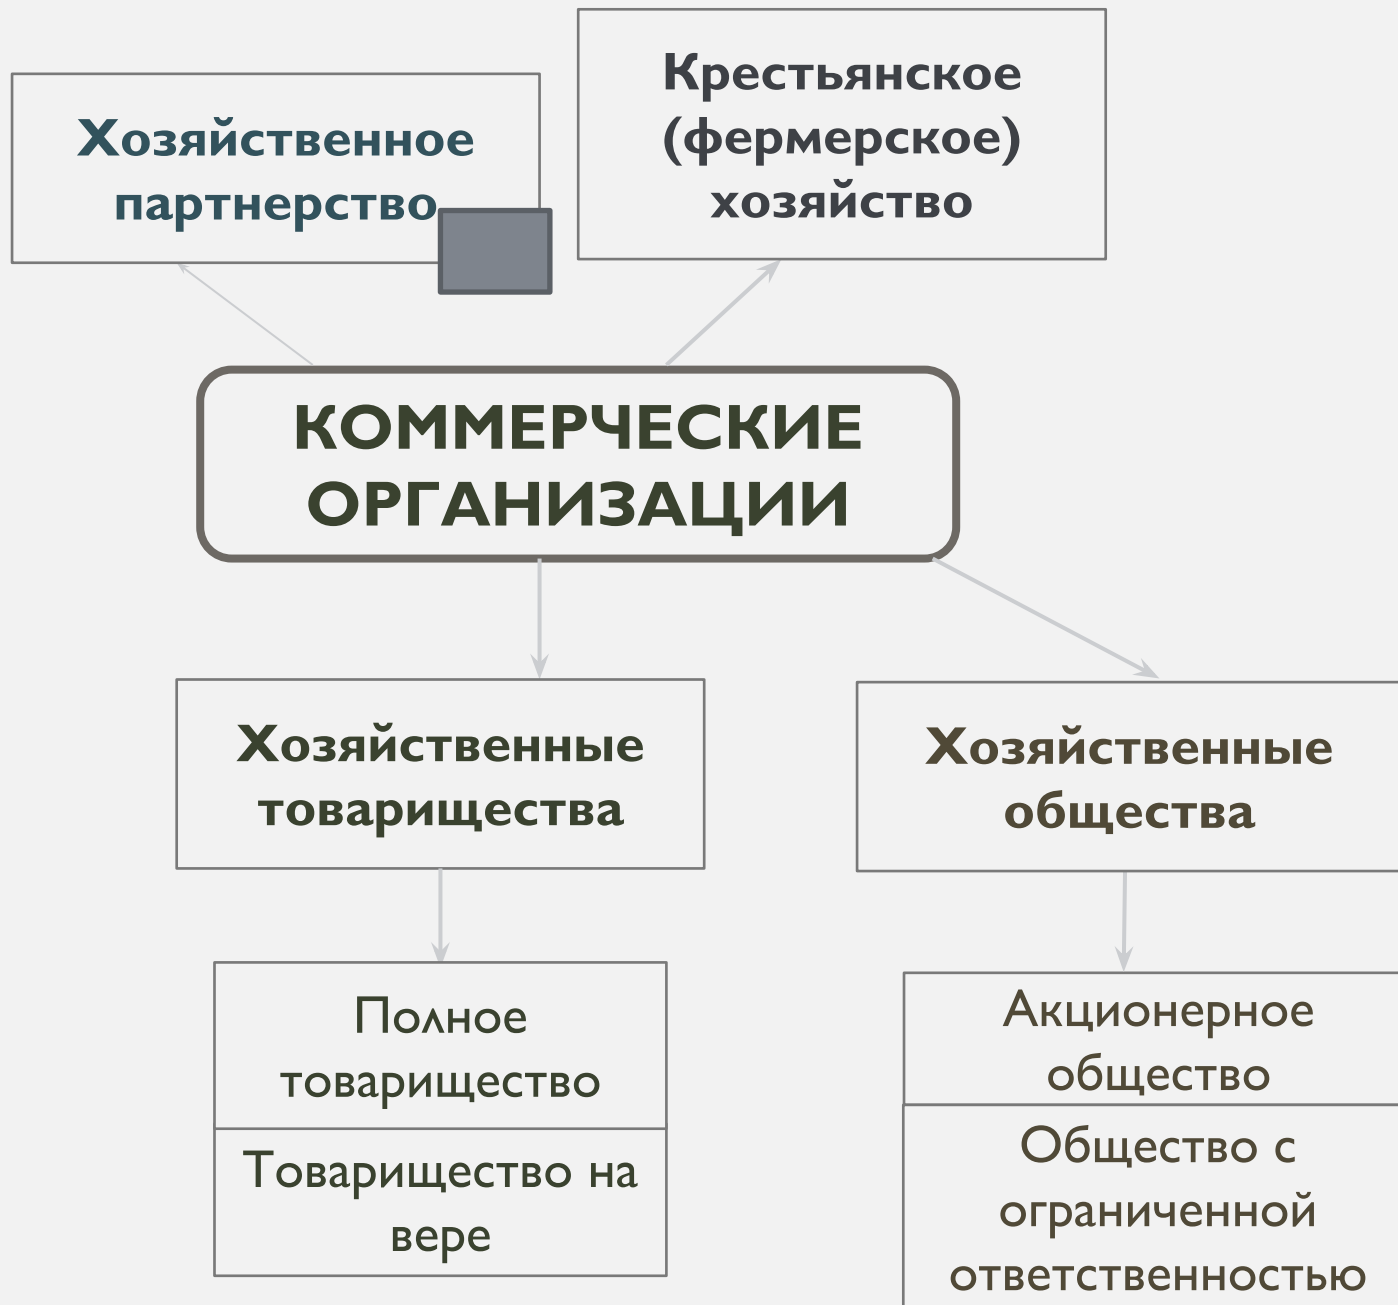 Хозяйственное
партнерство
Крестьянское
(фермерское)
хозяйство
КОММЕРЧЕСКИЕ
ОРГАНИЗАЦИИ
Хозяйственные
товарищества
Хозяйственные
общества
Полное
товарищество
Товарищество на
вере
Акционерное
общество
Общество с
ограниченной
ответственностью